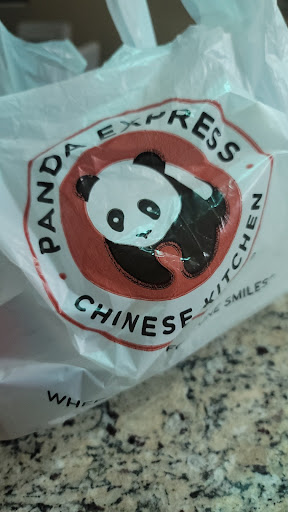 PANDA EXPRESS
CHINESE KITCHEN
SMILES